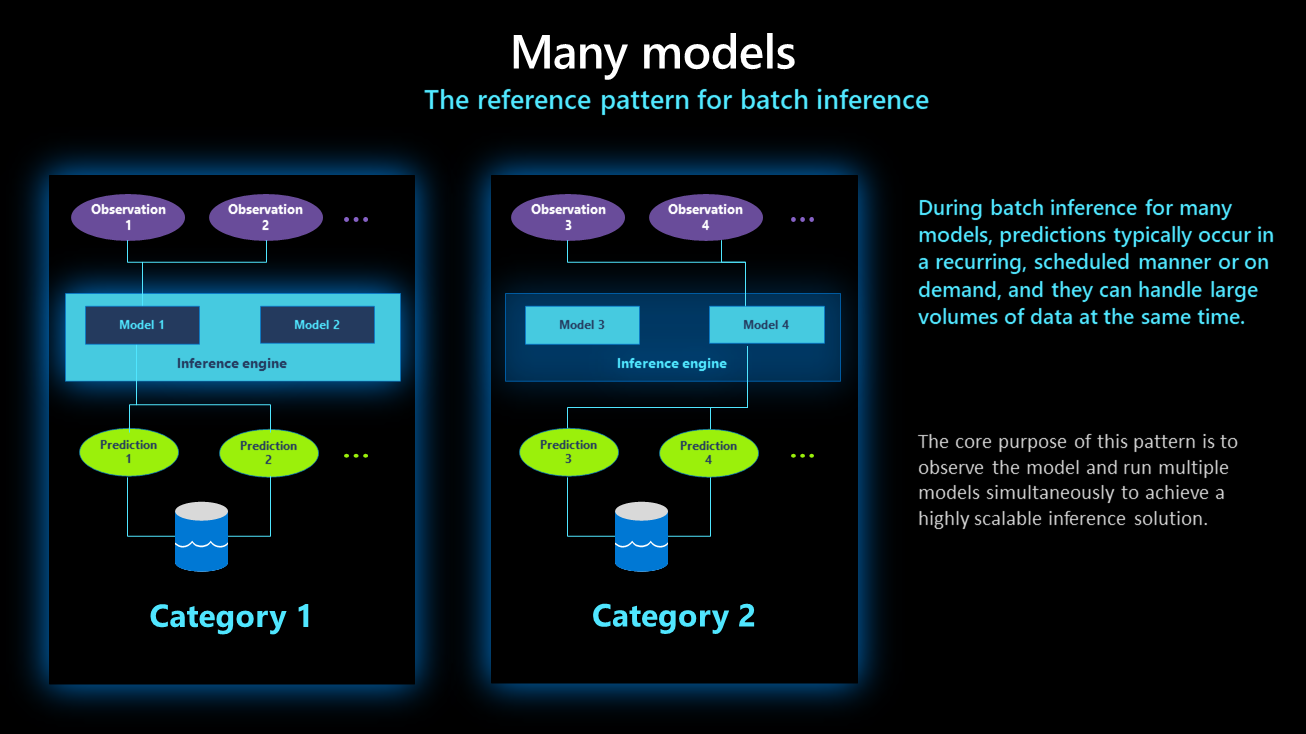 Many models
The reference pattern for batch inference
Observation
1
Observation
2
Model 1
Model 2
Inference engine
Prediction
1
Prediction
2
Category 1
Observation
3
Observation
4
Model 3
Model 4
Inference engine
Prediction
3
Prediction
4
Category 2
During batch inference for many
models, predictions typically occur in
a recurring, scheduled manner or on
demand, and they can handle large
volumes of data at the same time.
The core purpose of this pattern is to
observe the model and run multiple
models simultaneously to achieve a
highly scalable inference solution.